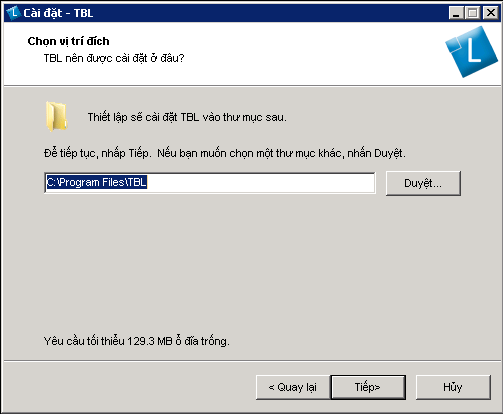 Cài đặt - TBL
Chọn vị trí đích
TBL nên được cài đặt ở đâu?
L
Thiết lập sẽ cài đặt TBL vào thư mục sau.
Để tiếp tục, nhấp Tiếp. Nếu bạn muốn chọn một thư mục khác, nhấn Duyệt.
C:\Program Files\TBL
Duyệt...
Yêu cầu tối thiểu 129.3 MB ổ đĩa trống.
< Quay lại
Tiếp>
Hủy